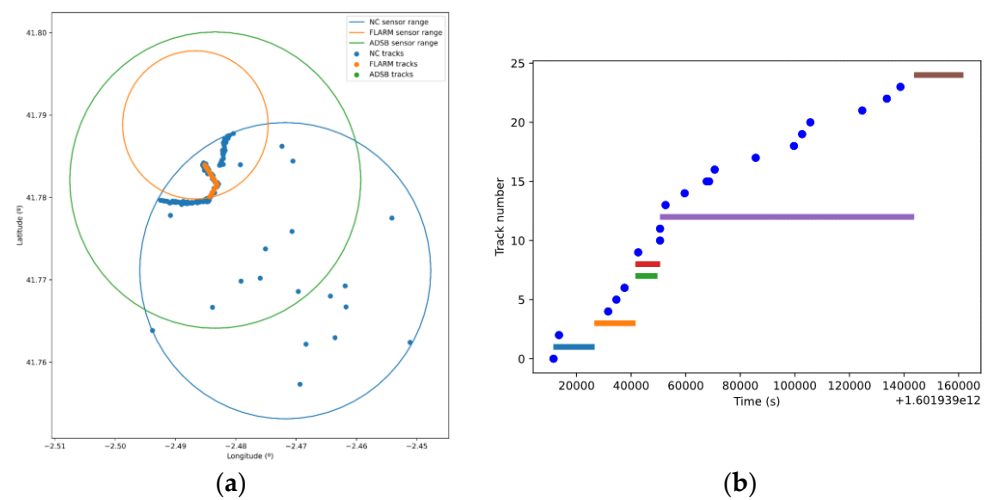 41.80
41.79
41.78
41.77
41.76
Latitude (º)
−2.51
−2.50
−2.49
−2.48
−2.47
−2.46
−2.45
Longitude (º)
NC sensor range
FLARM sensor range
ADSB sensor range
NC tracks
FLARM tracks
ADSB tracks
(a)
25
20
15
10
5
0
Track number
20000
40000
60000
80000
100000
120000
140000
160000
Time (s)
+1.601939e12
(b)